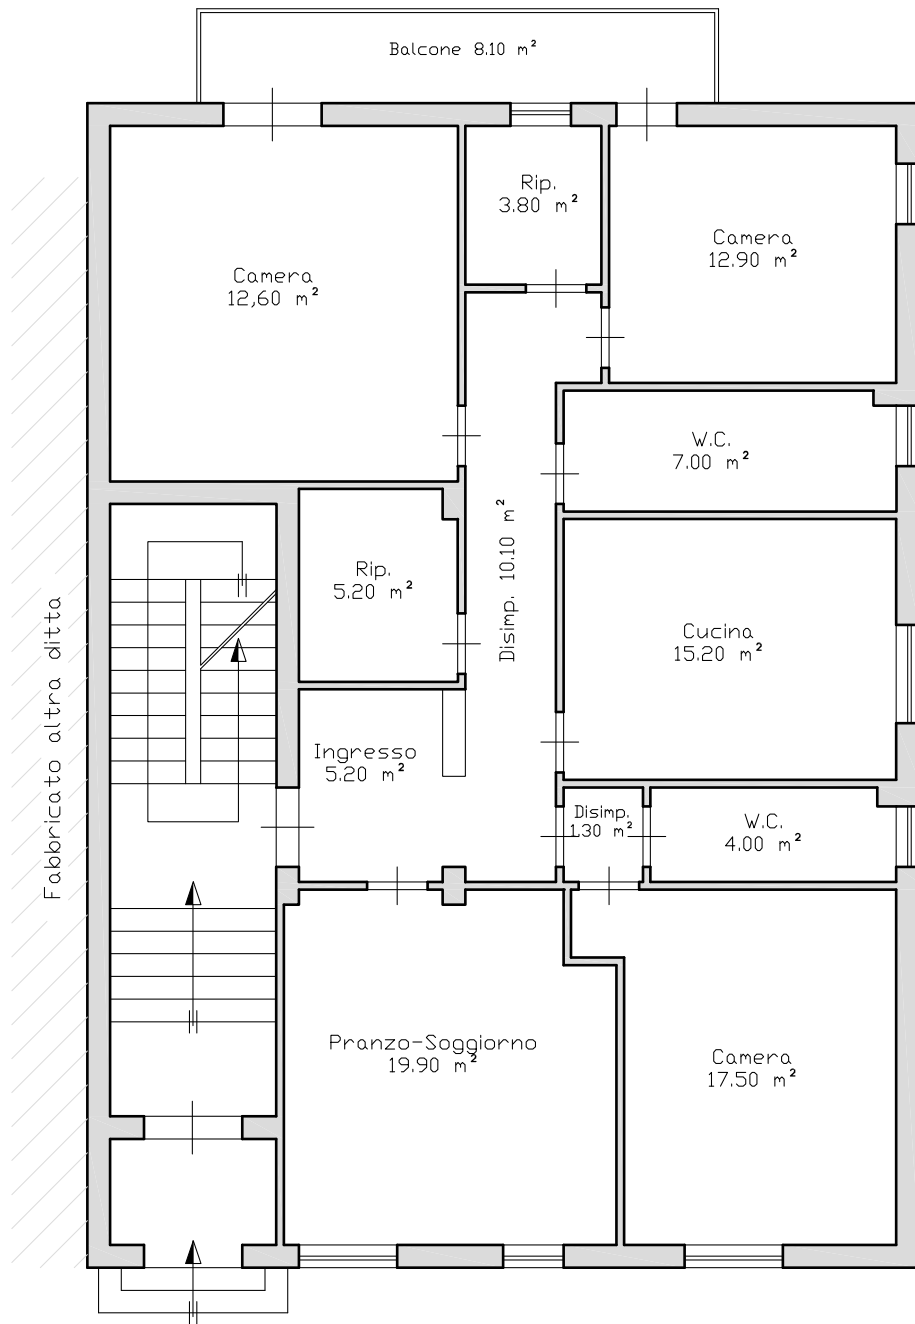 Balcone 8.10 m²
Rip.
3.80 m²
Camera
12.90 m²
Camera
12,60 m²
W.C.
7.00 m²
Disimp. 10.10 m²
Rip.
5.20 m²
Cucina
15.20 m²
Fabbricato altra ditta
Ingresso
5.20 m²
Disimp.
1.30 m²
W.C.
4.00 m²
Pranzo-Soggiorno
19.90 m²
Camera
17.50 m²